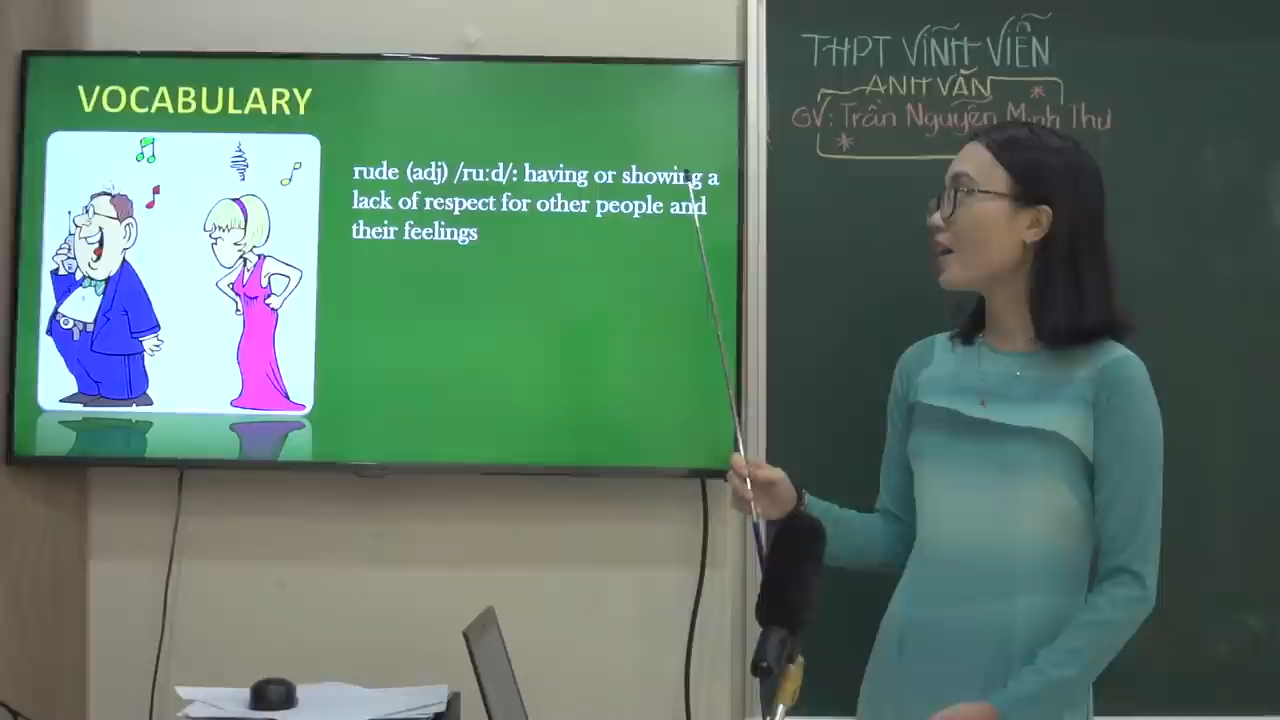 VOCABULARY
rude (adj) /ru:d/: having or showing a
lack of respect for other people and
their feelings
THPT VĨNH VIỄN
ANH VĂN
*
GV: Trần Nguyễn Minh Thư
*